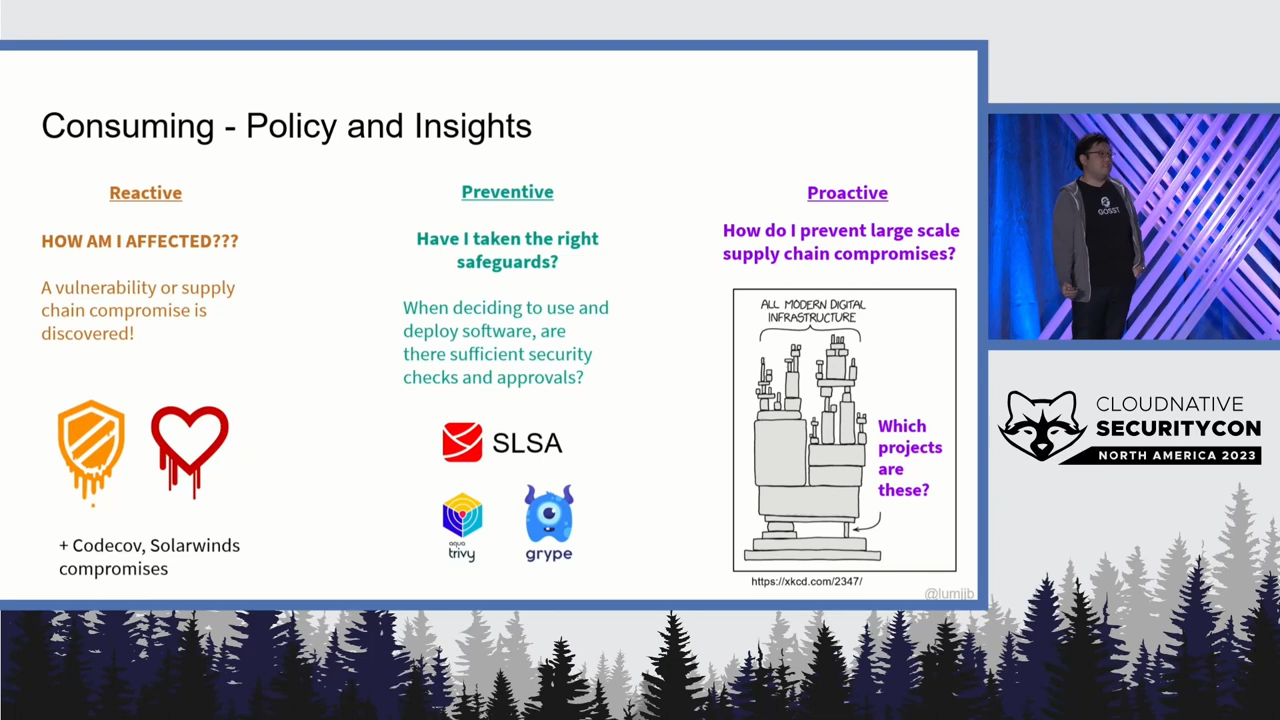 Consuming - Policy and Insights
Reactive
HOW AM I AFFECTED???
A vulnerability or supply
chain compromise is
discovered!
+ Codecov, Solarwinds
compromises
Preventive
Have I taken the right
safeguards?
When deciding to use and
deploy software, are
there sufficient security
checks and approvals?
SLSA
aqua
trivy
grype
Proactive
How do I prevent large scale
supply chain compromises?
ALL MODERN DIGITAL
INFRASTRUCTURE
Which
projects
are
these?
https://xkcd.com/2347/
@lumjjb
GOSST
CLOUDNATIVE
SECURITYCON
NORTH AMERICA 2023